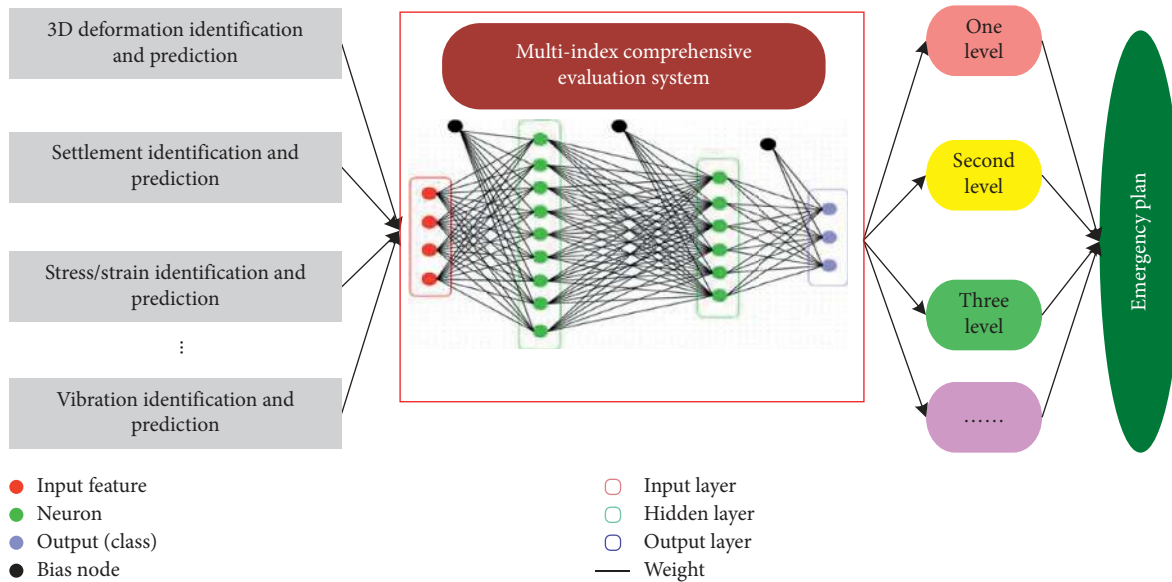 3D deformation identification
and prediction
Settlement identification and
prediction
Stress/strain identification and
prediction
...
Vibration identification and
prediction
Multi-index comprehensive
evaluation system
One
level
Second
level
Three
level
......
Emergency plan
Input feature
Neuron
Output (class)
Bias node
Input layer
Hidden layer
Output layer
Weight